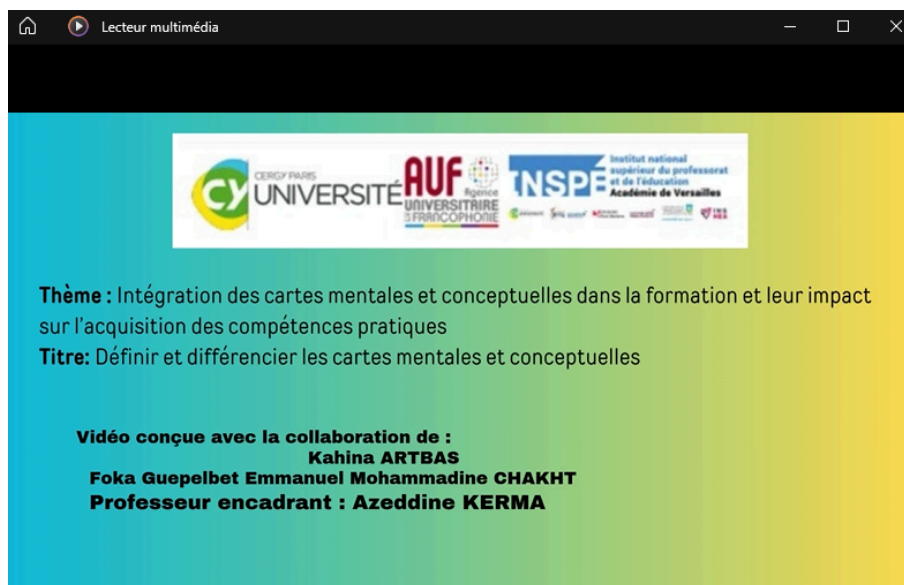 Lecteur multimédia
CY
CERGY PARIS
UNIVERSITÉ
AUF
Agence
UNIVERSITAIRE
FRANCOPHONIE
INSPÉ
Institut national
supérieur du professorat
et de l'éducation
Académie de Versailles
Thème : Intégration des cartes mentales et conceptuelles dans la formation et leur impact
sur l'acquisition des compétences pratiques
Titre: Définir et différencier les cartes mentales et conceptuelles
Vidéo conçue avec la collaboration de :
Kahina ARTBAS
Foka Guepelbet Emmanuel Mohammadine CHAKHT
Professeur encadrant : Azeddine KERMA